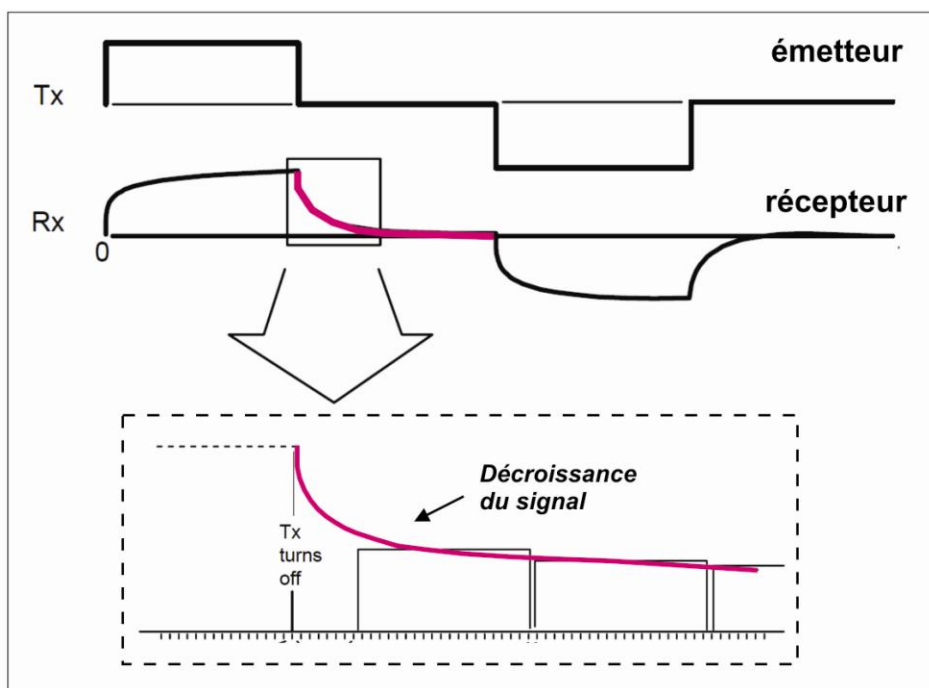 émetteur
Tx
récepteur
Rx
0
Décroissance
du signal
Tx
turns
off